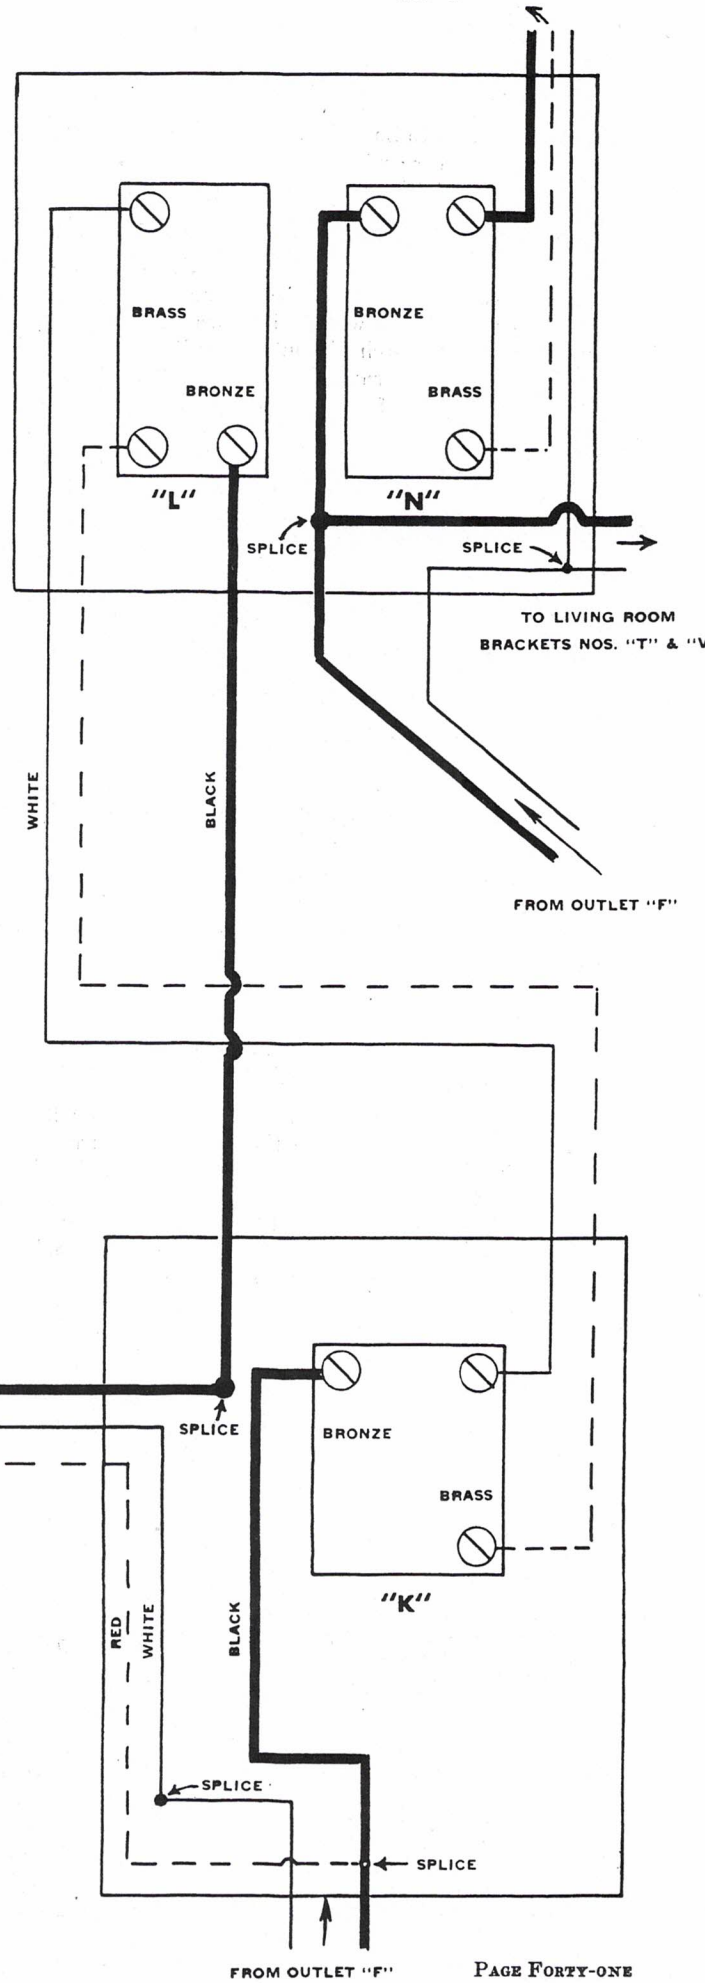 BRASS
BRONZE
BRONZE
BRASS
"L"
"N"
SPLICE
SPLICE
TO LIVING ROOM
BRACKETS NOS. "T" & "V
WHITE
BLACK
FROM OUTLET "F"
SPLICE
BRONZE
BRASS
"K"
RED
WHITE
BLACK
SPLICE
SPLICE
FROM OUTLET "F"
PAGE FORTY-ONE